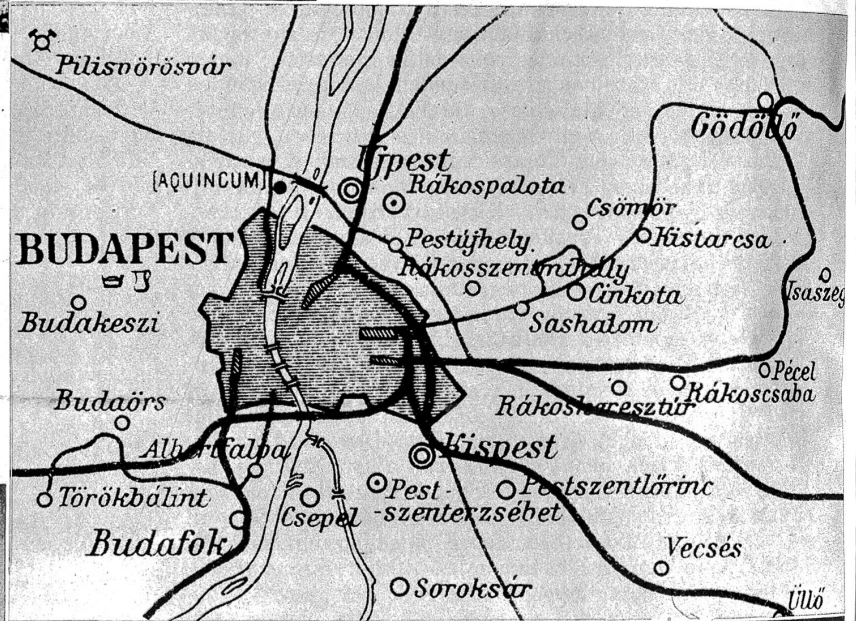 Pilisvörösvár
Gödöllő
Újpest
[AQUINCUM]
Rákospalota
Csömör
Kistarcsa
Pestújhely
BUDAPEST
Rákosszentmihály
Isaszeg
Cinkota
Budakeszi
Sashalom
Pécel
Rákoscsaba
Rákoskeresztúr
Budaörs
Albertfalva
Kispest
Törökbálint
Pest-
-szenterzsébet
Pestszentlőrinc
Csepel
Budafok
Vecsés
Soroksár
Üllő